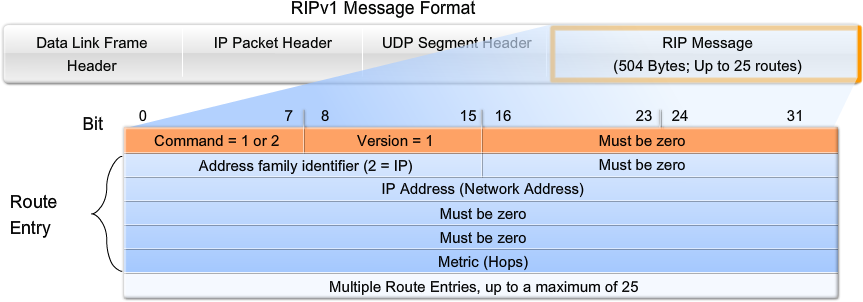 RIPv1 Message Format
Data Link Frame Header
IP Packet Header
UDP Segment Header
RIP Message
(504 Bytes; Up to 25 routes)
Bit 0 7 8 15 16 23 24 31
Command = 1 or 2 Version = 1 Must be zero
Address family identifier (2 = IP) Must be zero
IP Address (Network Address)
Must be zero
Must be zero
Metric (Hops)
Route
Entry
Multiple Route Entries, up to a maximum of 25